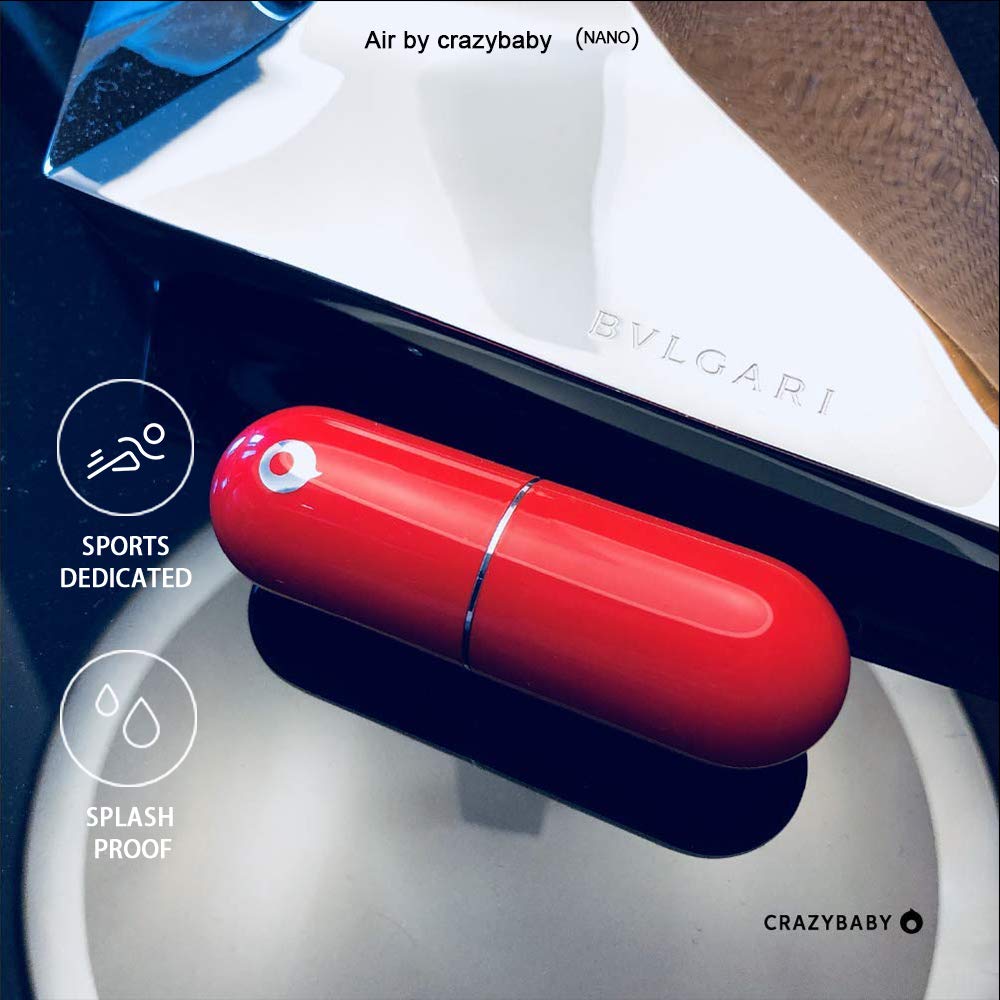 Air by crazybaby (NANO)
BVLGARI
SPORTS
DEDICATED
SPLASH
PROOF
CRAZYBABY